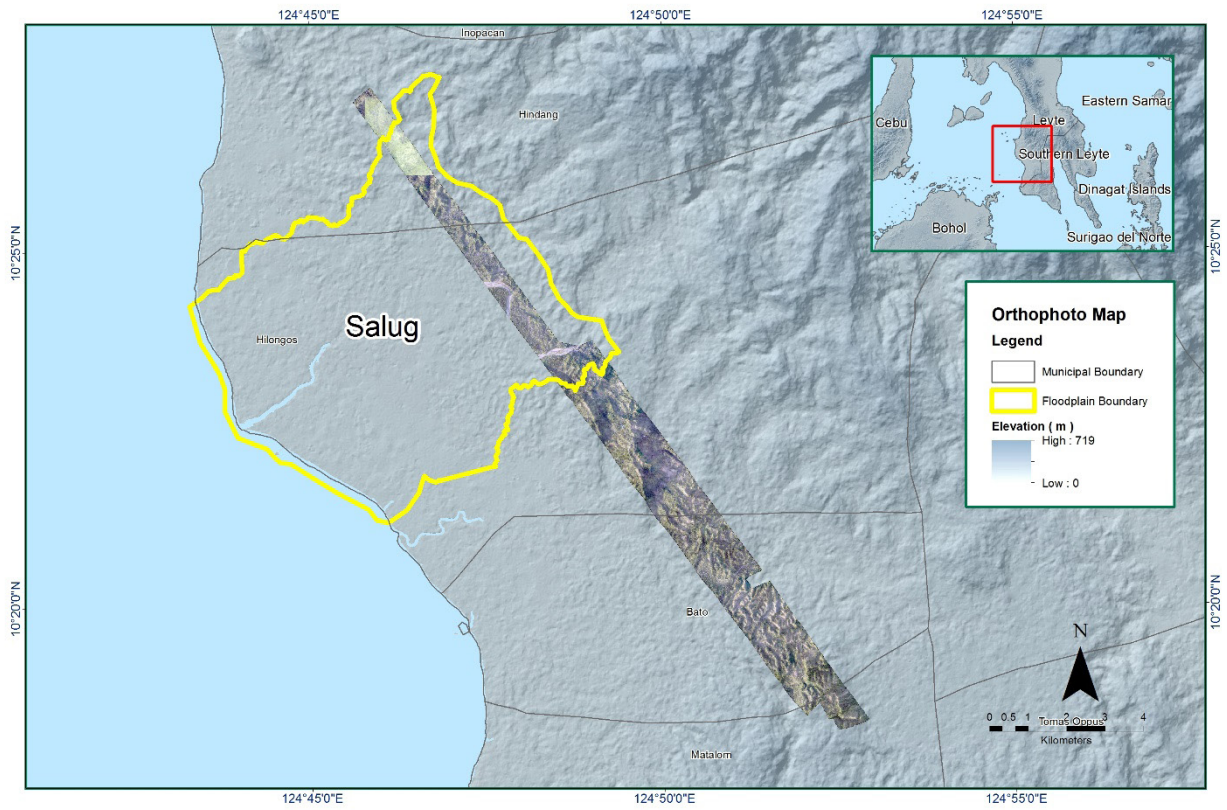 124°45'0"E
124°50'0"E
124°55'0"E
Inopacan
Hindang
Cebu
Leyte
Eastern Samar
Southern Leyte
Dinagat Islands
Bohol
Surigao del Norte
10°25'0"N
10°25'0"N
Salug
Hilongos
Orthophoto Map
Legend
Municipal Boundary
Floodplain Boundary
Elevation ( m )
High : 719
Low : 0
10°20'0"N
10°20'0"N
Bato
N
0 0.5 1 2 3 4
Tomas Oppus
Kilometers
Matalom
124°45'0"E
124°50'0"E
124°55'0"E